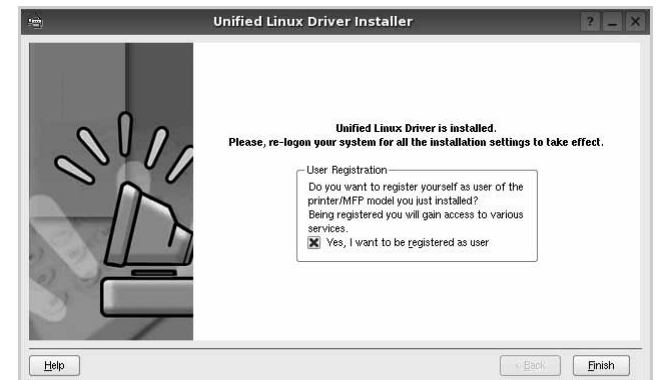 Unified Linux Driver Installer
Unified Linux Driver is installed.
Please, re-logon your system for all the installation settings to take effect.
User Registration
Do you want to register yourself as user of the
printer/MFP model you just installed?
Being registered you will gain access to various
services.
Yes, I want to be registered as user
Help
< Back
Finish